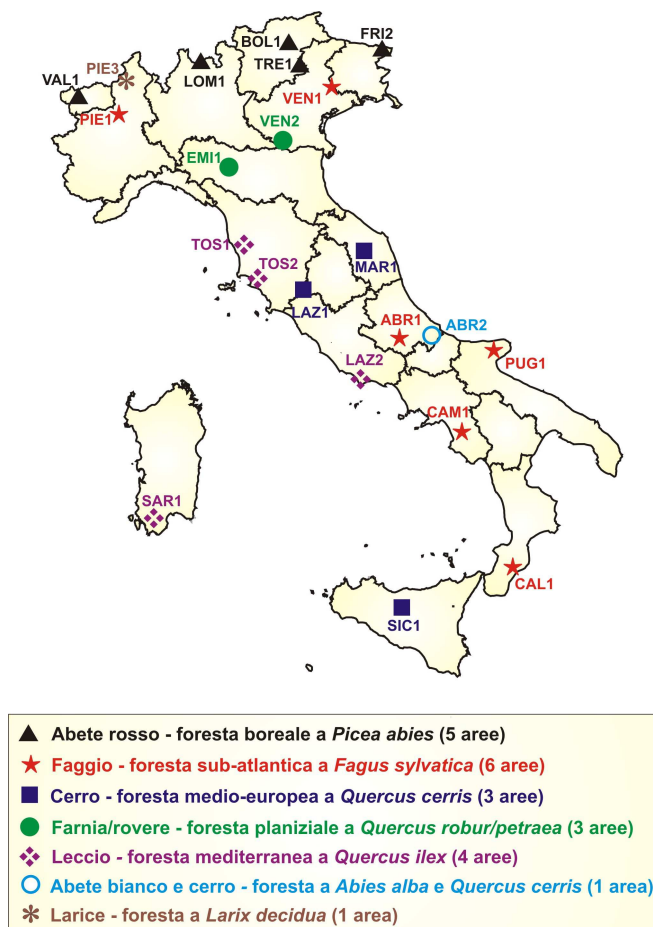 BOL1
FRI2
PIE3
TRE1
VAL1
LOM1
VEN1
PIE1
VEN2
EMI1
TOS1
TOS2
MAR1
LAZ1
ABR1
ABR2
LAZ2
PUG1
CAM1
SAR1
CAL1
SIC1
Abete rosso - foresta boreale a Picea abies (5 aree)
Faggio - foresta sub-atlantica a Fagus sylvatica (6 aree)
Cerro - foresta medio-europea a Quercus cerris (3 aree)
Farnia/rovere - foresta planiziale a Quercus robur/petraea (3 aree)
Leccio - foresta mediterranea a Quercus ilex (4 aree)
Abete bianco e cerro - foresta a Abies alba e Quercus cerris (1 area)
Larice - foresta a Larix decidua (1 area)